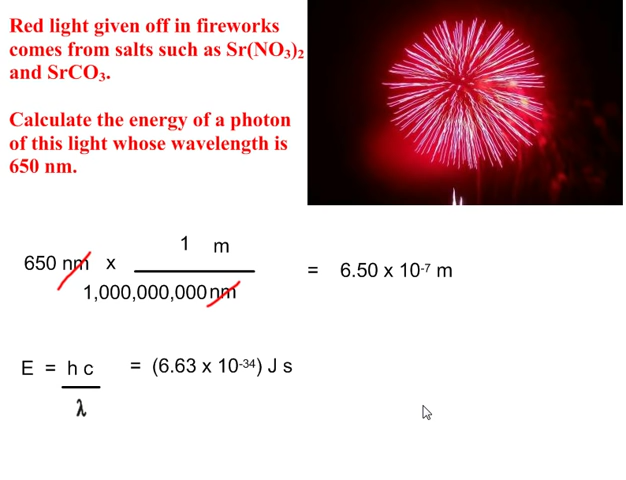 Red light given off in fireworks
comes from salts such as Sr(NO₃)₂
and SrCO₃.
Calculate the energy of a photon
of this light whose wavelength is
650 nm.
1 m
650 nm x = 6.50 x 10⁻⁷ m
1,000,000,000 nm
E = h c = (6.63 x 10⁻³⁴) J s
λ